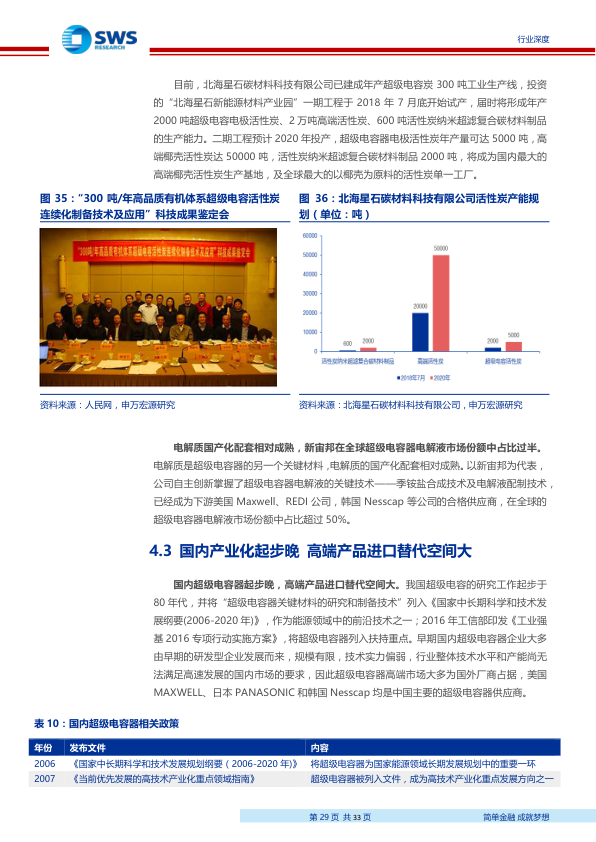 SWS
RESEARCH
行业深度
目前，北海星石碳材料科技有限公司已建成年产超级电容炭 300 吨工业生产线，投资
的“北海星石新能源材料产业园”一期工程于 2018 年 7 月底开始试产，届时将形成年产
2000 吨超级电容电极活性炭、2 万吨高端活性炭、600 吨活性炭纳米超滤复合碳材料制品
的生产能力。二期工程预计 2020 年投产，超级电容器电极活性炭年产量可达 5000 吨，高
端椰壳活性炭达 50000 吨，活性炭纳米超滤复合碳材料制品 2000 吨，将成为国内最大的
高端椰壳活性炭生产基地，及全球最大的以椰壳为原料的活性炭单一工厂。
图 35：“300 吨/年高品质有机体系超级电容活性炭
连续化制备技术及应用”科技成果鉴定会
"300吨/年高品质有机体系超级电容活性炭连续化制备技术及应用"科技成果鉴定会
资料来源：人民网，申万宏源研究
图 36：北海星石碳材料科技有限公司活性炭产能规
划（单位：吨）
60000
50000
40000
30000
20000
10000
0
600
2000
20000
50000
2000
5000
活性炭纳米超滤复合碳材料制品
高端活性炭
超级电容活性炭
2018年7月
2020年
资料来源：北海星石碳材料科技有限公司，申万宏源研究
电解质国产化配套相对成熟，新宙邦在全球超级电容器电解液市场份额中占比过半。
电解质是超级电容器的另一个关键材料，电解质的国产化配套相对成熟。以新宙邦为代表，
公司自主创新掌握了超级电容器电解液的关键技术——季铵盐合成技术及电解液配制技术，
已经成为下游美国 Maxwell、REDI 公司，韩国 Nesscap 等公司的合格供应商，在全球的
超级电容器电解液市场份额中占比超过 50%。
4.3 国内产业化起步晚 高端产品进口替代空间大
国内超级电容器起步晚，高端产品进口替代空间大。我国超级电容的研究工作起步于
80 年代，并将“超级电容器关键材料的研究和制备技术”列入《国家中长期科学和技术发
展纲要(2006-2020 年)》，作为能源领域中的前沿技术之一；2016 年工信部印发《工业强
基 2016 专项行动实施方案》，将超级电容器列入扶持重点。早期国内超级电容器企业大多
由早期的研发型企业发展而来，规模有限，技术实力偏弱，行业整体技术水平和产能尚无
法满足高速发展的国内市场的要求，因此超级电容器高端市场大多为国外厂商占据，美国
MAXWELL、日本 PANASONIC 和韩国 Nesscap 均是中国主要的超级电容器供应商。
表 10：国内超级电容器相关政策
年份 发布文件 内容
2006 《国家中长期科学和技术发展规划纲要（2006-2020 年)》 将超级电容器为国家能源领域长期发展规划中的重要一环
2007 《当前优先发展的高技术产业化重点领域指南》 超级电容器被列入文件，成为高技术产业化重点发展方向之一
第 29 页 共 33 页
简单金融 成就梦想